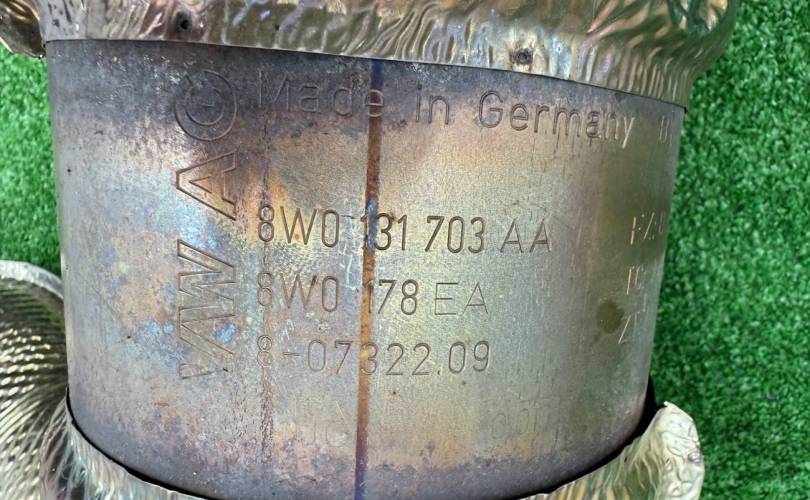 Made in Germany
VW AG
8W0 131 703 AA
8W0 178 EA
8-07322.09